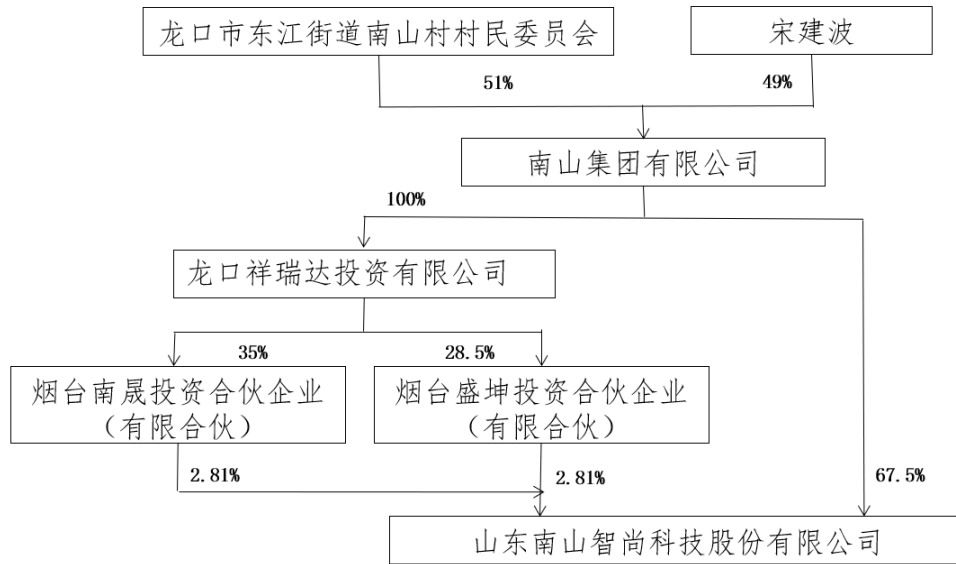 龙口市东江街道南山村村民委员会
宋建波
51%
49%
南山集团有限公司
100%
龙口祥瑞达投资有限公司
35%
28.5%
烟台南晟投资合伙企业
（有限合伙）
烟台盛坤投资合伙企业
（有限合伙）
2.81%
2.81%
67.5%
山东南山智尚科技股份有限公司